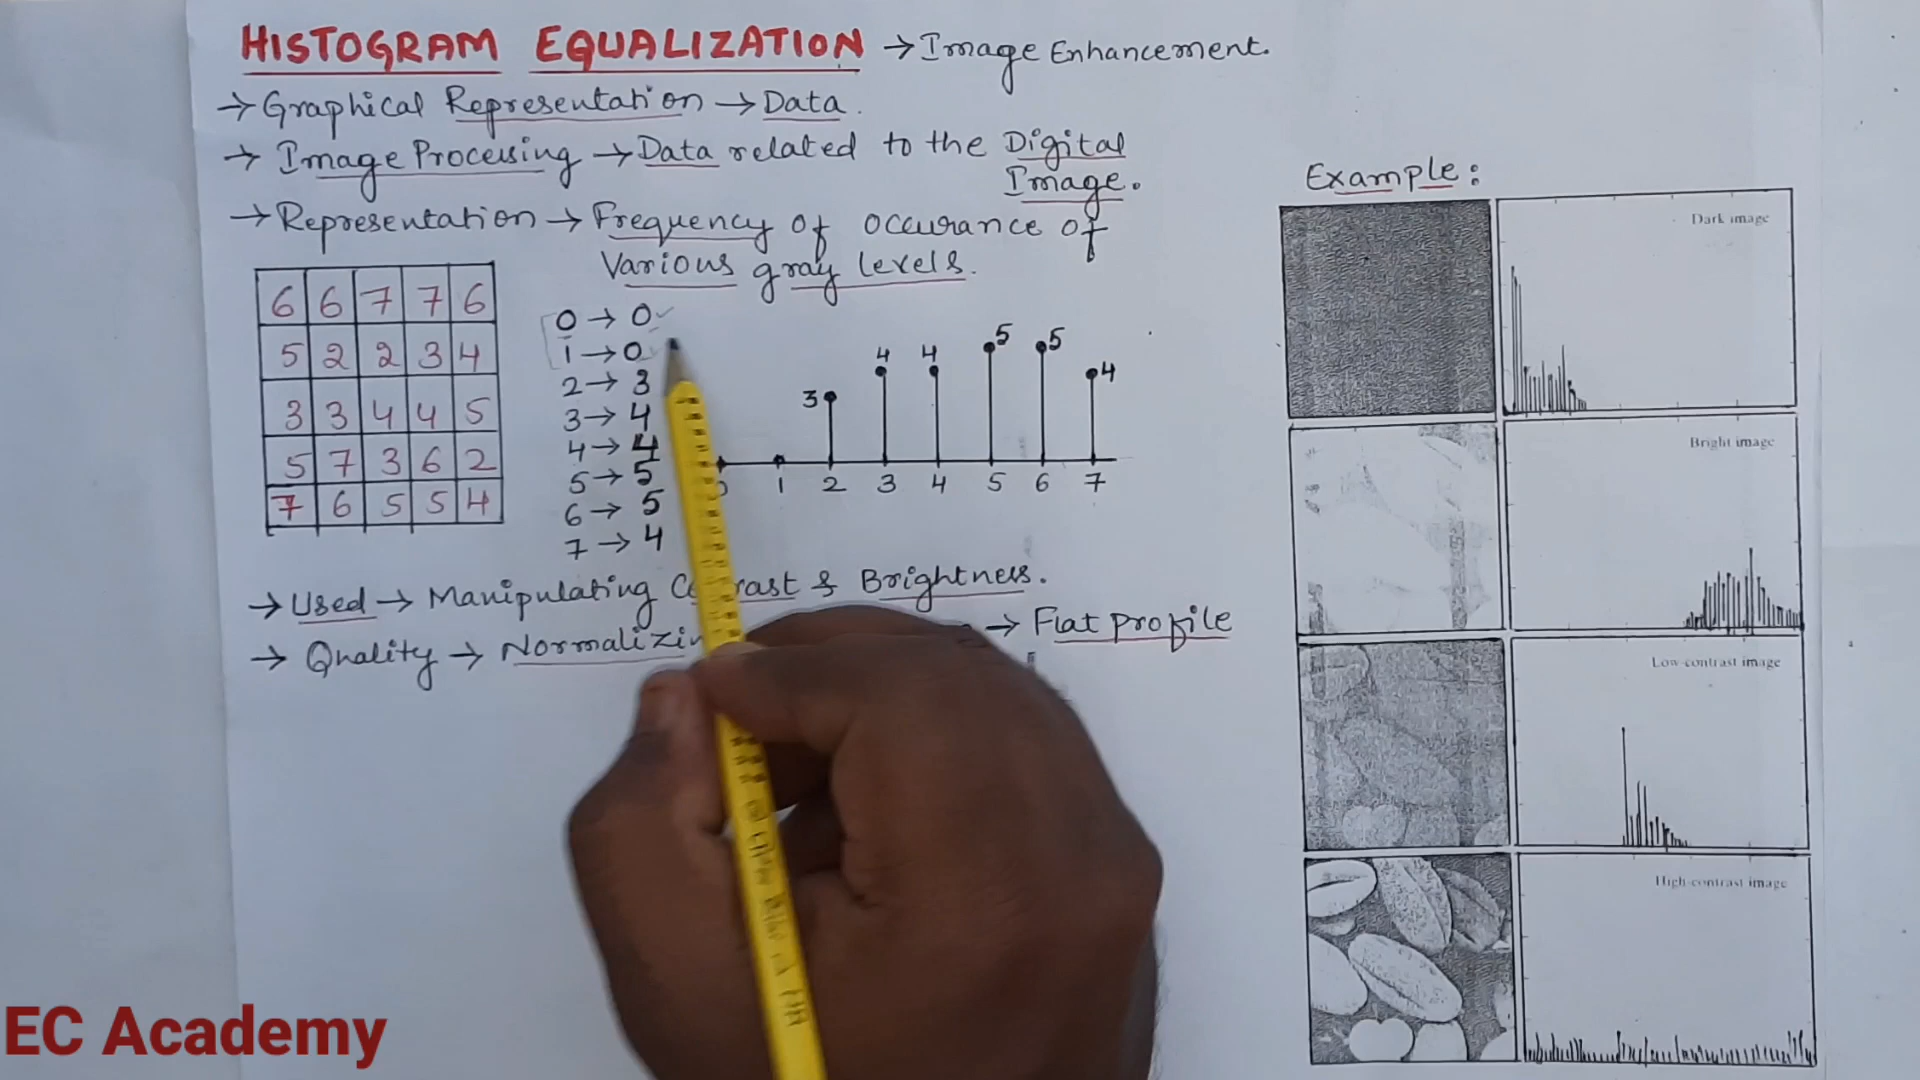 HISTOGRAM EQUALIZATION → Image Enhancement.
→ Graphical Representation → Data.
→ Image Processing → Data related to the Digital
Image.
→ Representation → Frequency of occurance of
Various gray levels.
6 6 7 7 6
5 2 2 3 4
3 3 4 4 5
5 7 3 6 2
7 6 5 5 4
0 → 0
1 → 0
2 → 3
3 → 4
4 → 4
5 → 5
6 → 5
7 → 4
3 4 4 5 5 4
1 2 3 4 5 6 7
→ Used → Manipulating & Brightness.
→ Quality → → Flat profile
Example:
Dark image
Bright image
Low-contrast image
High-contrast image
EC Academy